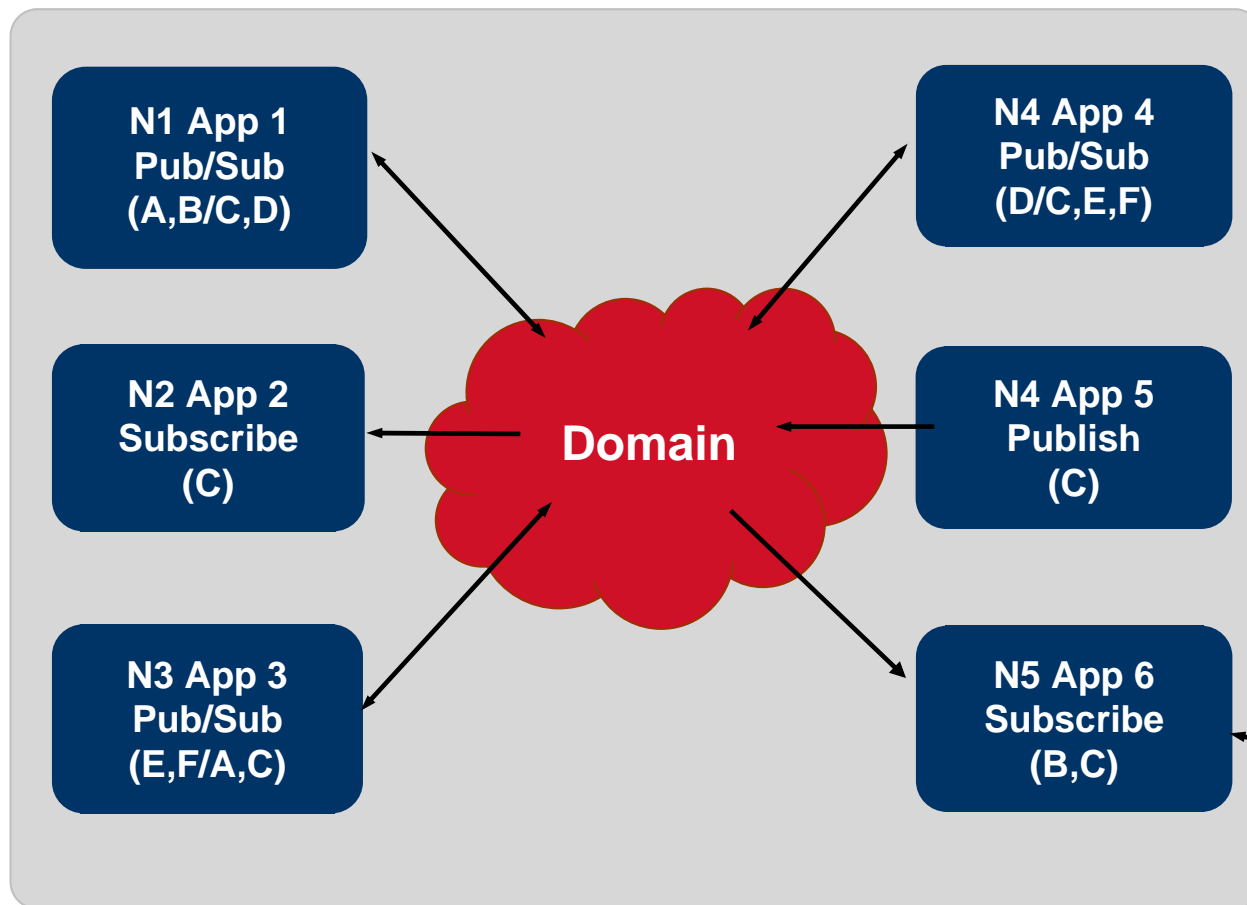 N1 App 1
Pub/Sub
(A,B/C,D)
N4 App 4
Pub/Sub
(D/C,E,F)
N2 App 2
Subscribe
(C)
Domain
N4 App 5
Publish
(C)
N3 App 3
Pub/Sub
(E,F/A,C)
N5 App 6
Subscribe
(B,C)